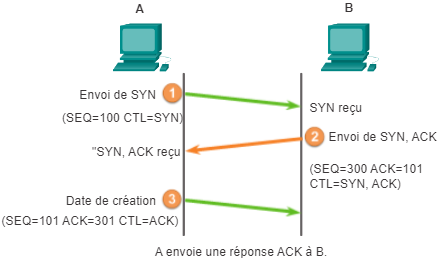 A
B
Envoi de SYN 1
(SEQ=100 CTL=SYN)
SYN reçu
2 Envoi de SYN, ACK
"SYN, ACK reçu
(SEQ=300 ACK=101
CTL=SYN, ACK)
Date de création 3
(SEQ=101 ACK=301 CTL=ACK)
A envoie une réponse ACK à B.